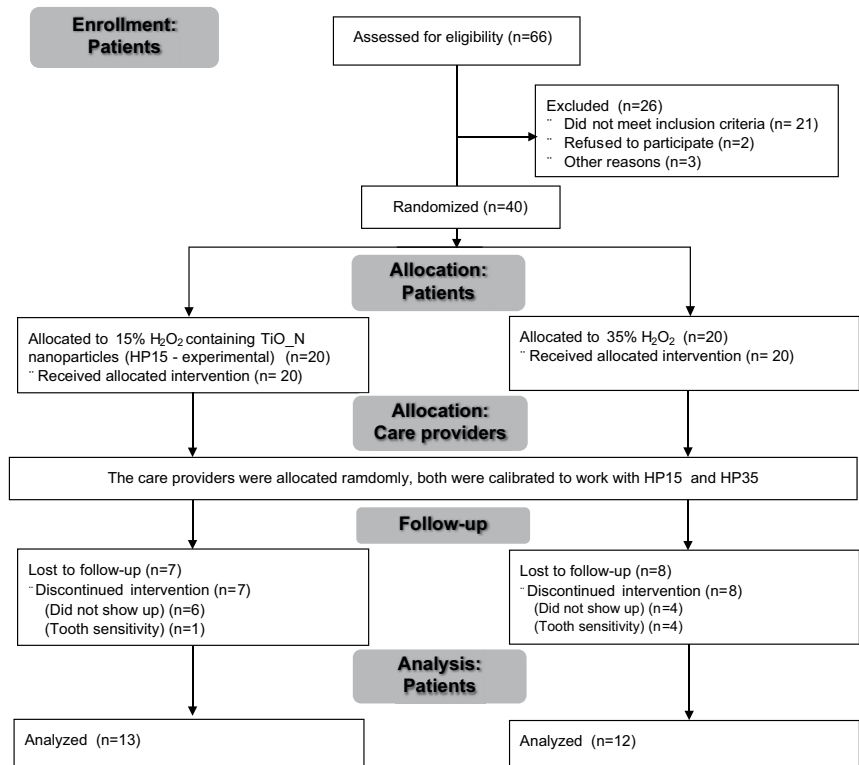 Enrollment:
Patients
Assessed for eligibility (n=66)
Excluded (n=26)
¨ Did not meet inclusion criteria (n= 21)
¨ Refused to participate (n=2)
¨ Other reasons (n=3)
Randomized (n=40)
Allocation:
Patients
Allocated to 15% H₂O₂ containing TiO_N
nanoparticles (HP15 - experimental) (n=20)
¨ Received allocated intervention (n= 20)
Allocated to 35% H₂O₂ (n=20)
¨ Received allocated intervention (n= 20)
Allocation:
Care providers
The care providers were allocated ramdomly, both were calibrated to work with HP15 and HP35
Follow-up
Lost to follow-up (n=7)
¨Discontinued intervention (n=7)
(Did not show up) (n=6)
(Tooth sensitivity) (n=1)
Lost to follow-up (n=8)
¨Discontinued intervention (n=8)
(Did not show up) (n=4)
(Tooth sensitivity) (n=4)
Analysis:
Patients
Analyzed (n=13)
Analyzed (n=12)